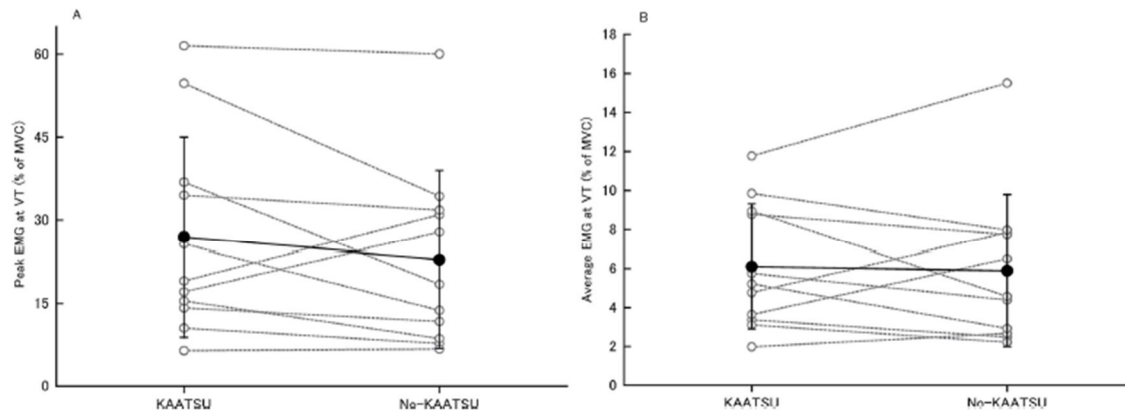 A
Peak EMG at VT (% of MVC)
60
45
30
15
0
KAATSU
No-KAATSU
B
Average EMG at VT (% of MVC)
18
16
14
12
10
8
6
4
2
0
KAATSU
No-KAATSU